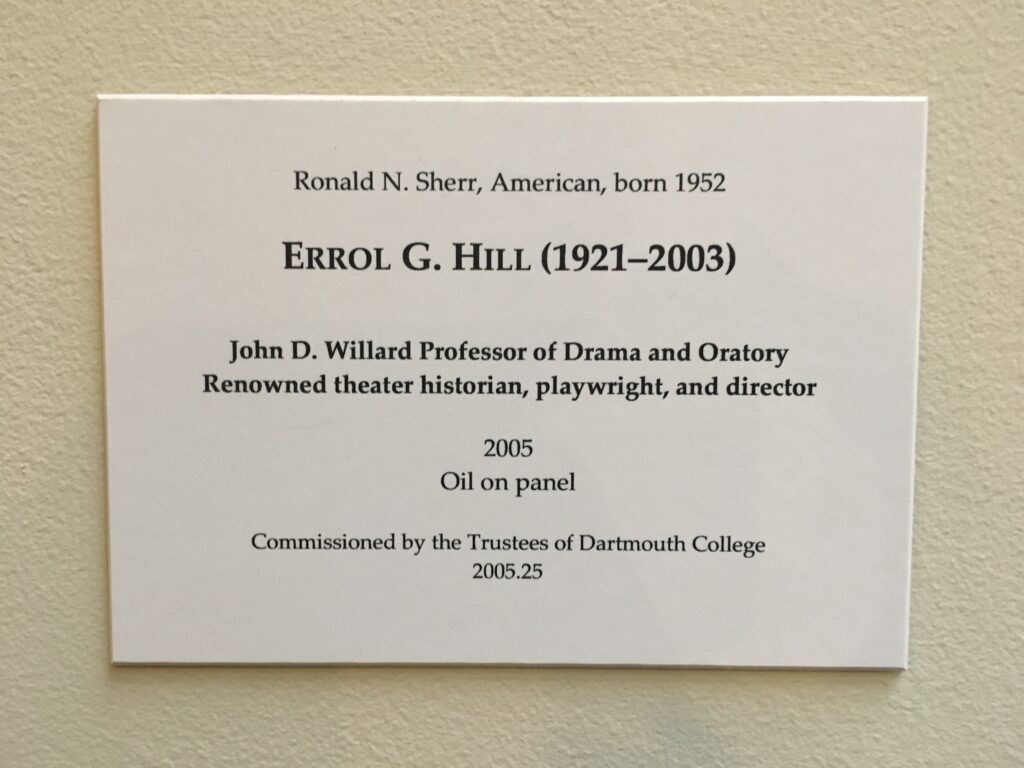 Ronald N. Sherr, American, born 1952
ERROL G. HILL (1921–2003)
John D. Willard Professor of Drama and Oratory
Renowned theater historian, playwright, and director
2005
Oil on panel
Commissioned by the Trustees of Dartmouth College
2005.25